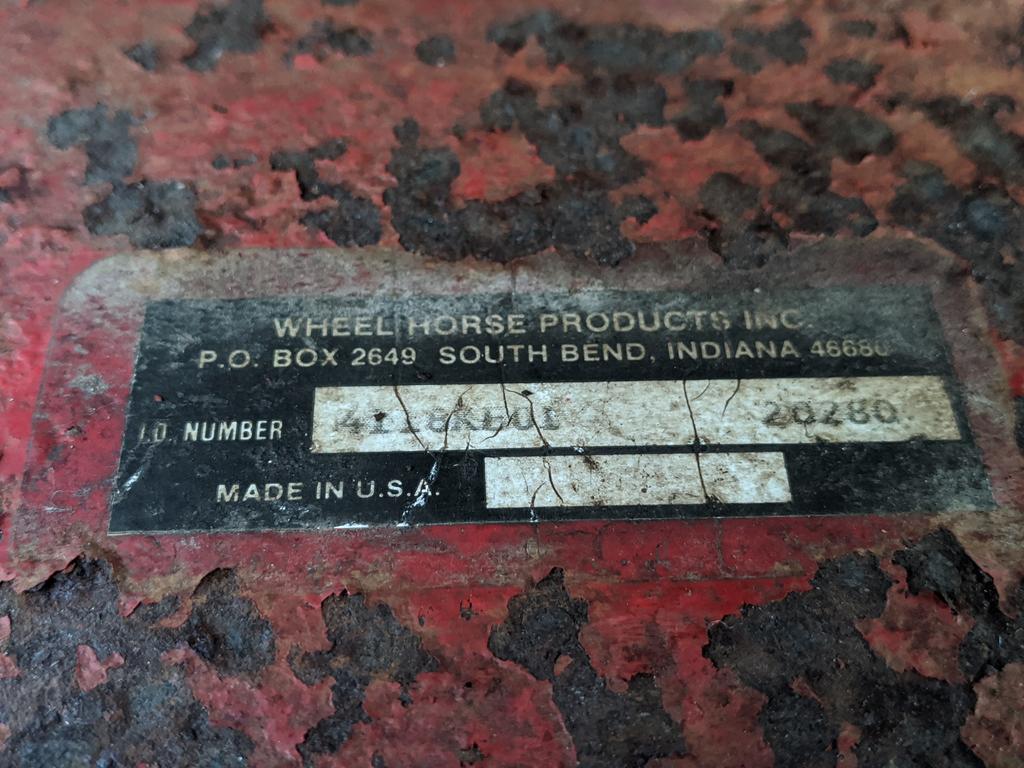 WHEEL HORSE PRODUCTS INC.
P.O. BOX 2649 SOUTH BEND, INDIANA 46680
I.D. NUMBER 20280
MADE IN U.S.A.